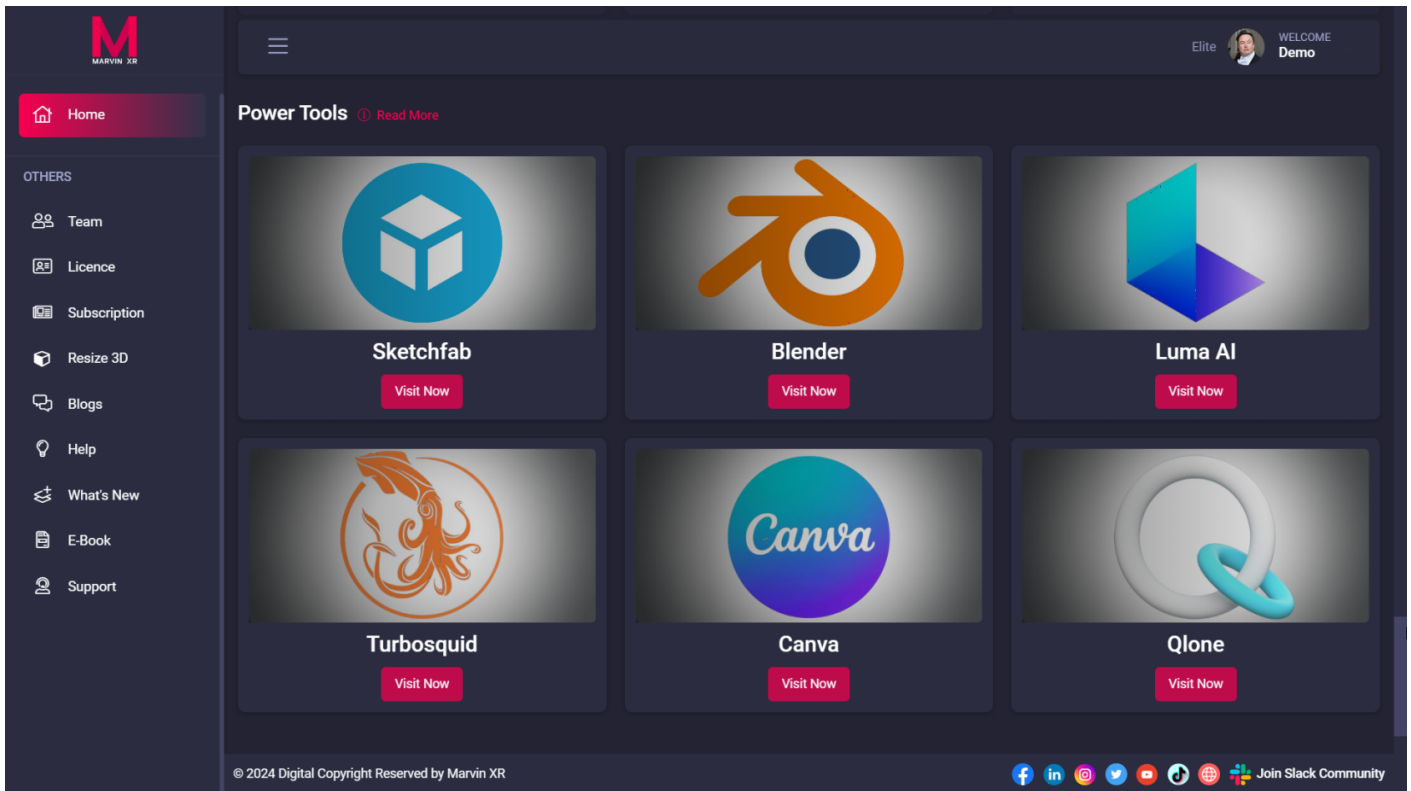 M
MARVIN XR
Elite
WELCOME
Demo
Home
OTHERS
Team
Licence
Subscription
Resize 3D
Blogs
Help
What's New
E-Book
Support
Power Tools Read More
Sketchfab
Visit Now
Blender
Visit Now
Luma AI
Visit Now
Turbosquid
Visit Now
Canva
Canva
Visit Now
Qlone
Visit Now
© 2024 Digital Copyright Reserved by Marvin XR
Join Slack Community